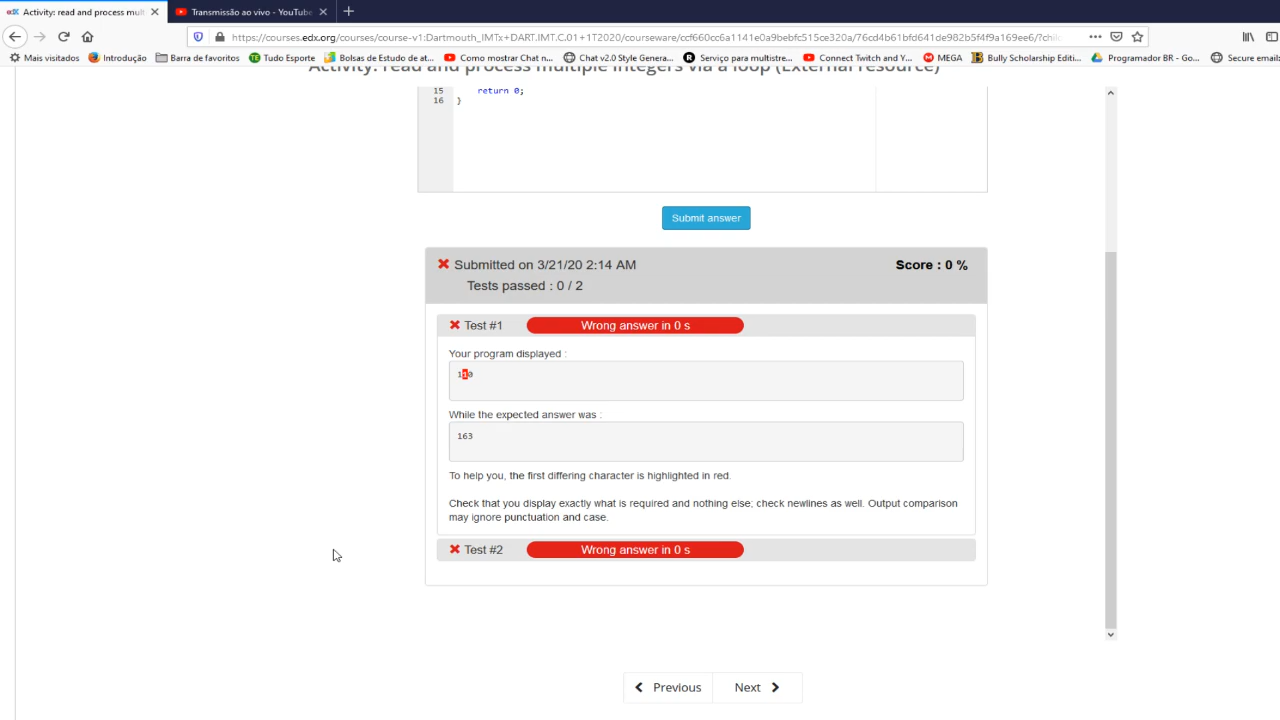 Activity: read and process mult
Transmissão ao vivo - YouTube
https://courses.edx.org/courses/course-v1:Dartmouth_IMTx+DART.IMT.C.01+1T2020/courseware/ccf660cc6a1141e0a9bebfc515ce320a/76cd4b61bfd641de982b5f4f9a169ee6/?chil
Mais visitados Introdução Barra de favoritos Tudo Esporte Bolsas de Estudo de at... Como mostrar Chat n... Chat v2.0 Style Genera... Serviço para multistre... Connect Twitch and Y... MEGA Bully Scholarship Editi... Programador BR - Go... Secure email:
Activity: read and process multiple integers via a loop (External resource)
15 return 0;
16 }
Submit answer
Submitted on 3/21/20 2:14 AM Score : 0 %
Tests passed : 0 / 2
Test #1 Wrong answer in 0 s
Your program displayed :
110
While the expected answer was :
163
To help you, the first differing character is highlighted in red.
Check that you display exactly what is required and nothing else; check newlines as well. Output comparison
may ignore punctuation and case.
Test #2 Wrong answer in 0 s
Previous Next